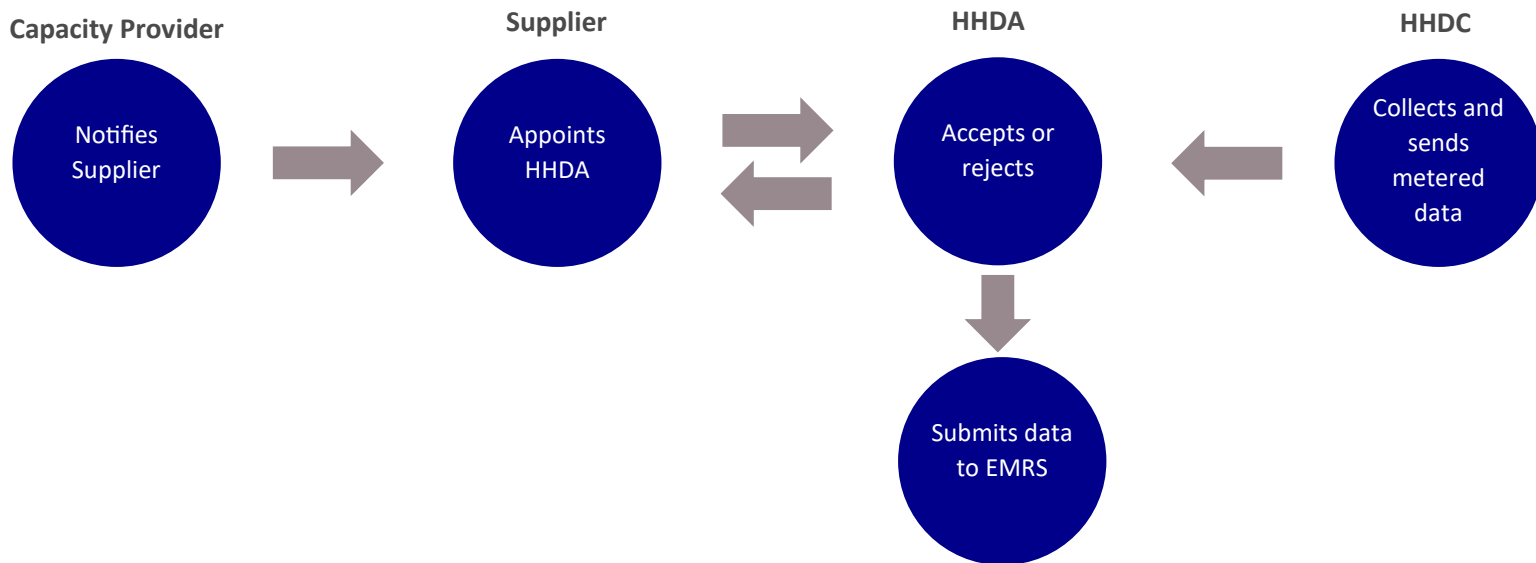 Capacity Provider
Supplier
HHDA
HHDC
Notifies
Supplier
Appoints
HHDA
Accepts or
rejects
Collects and
sends
metered
data
Submits data
to EMRS